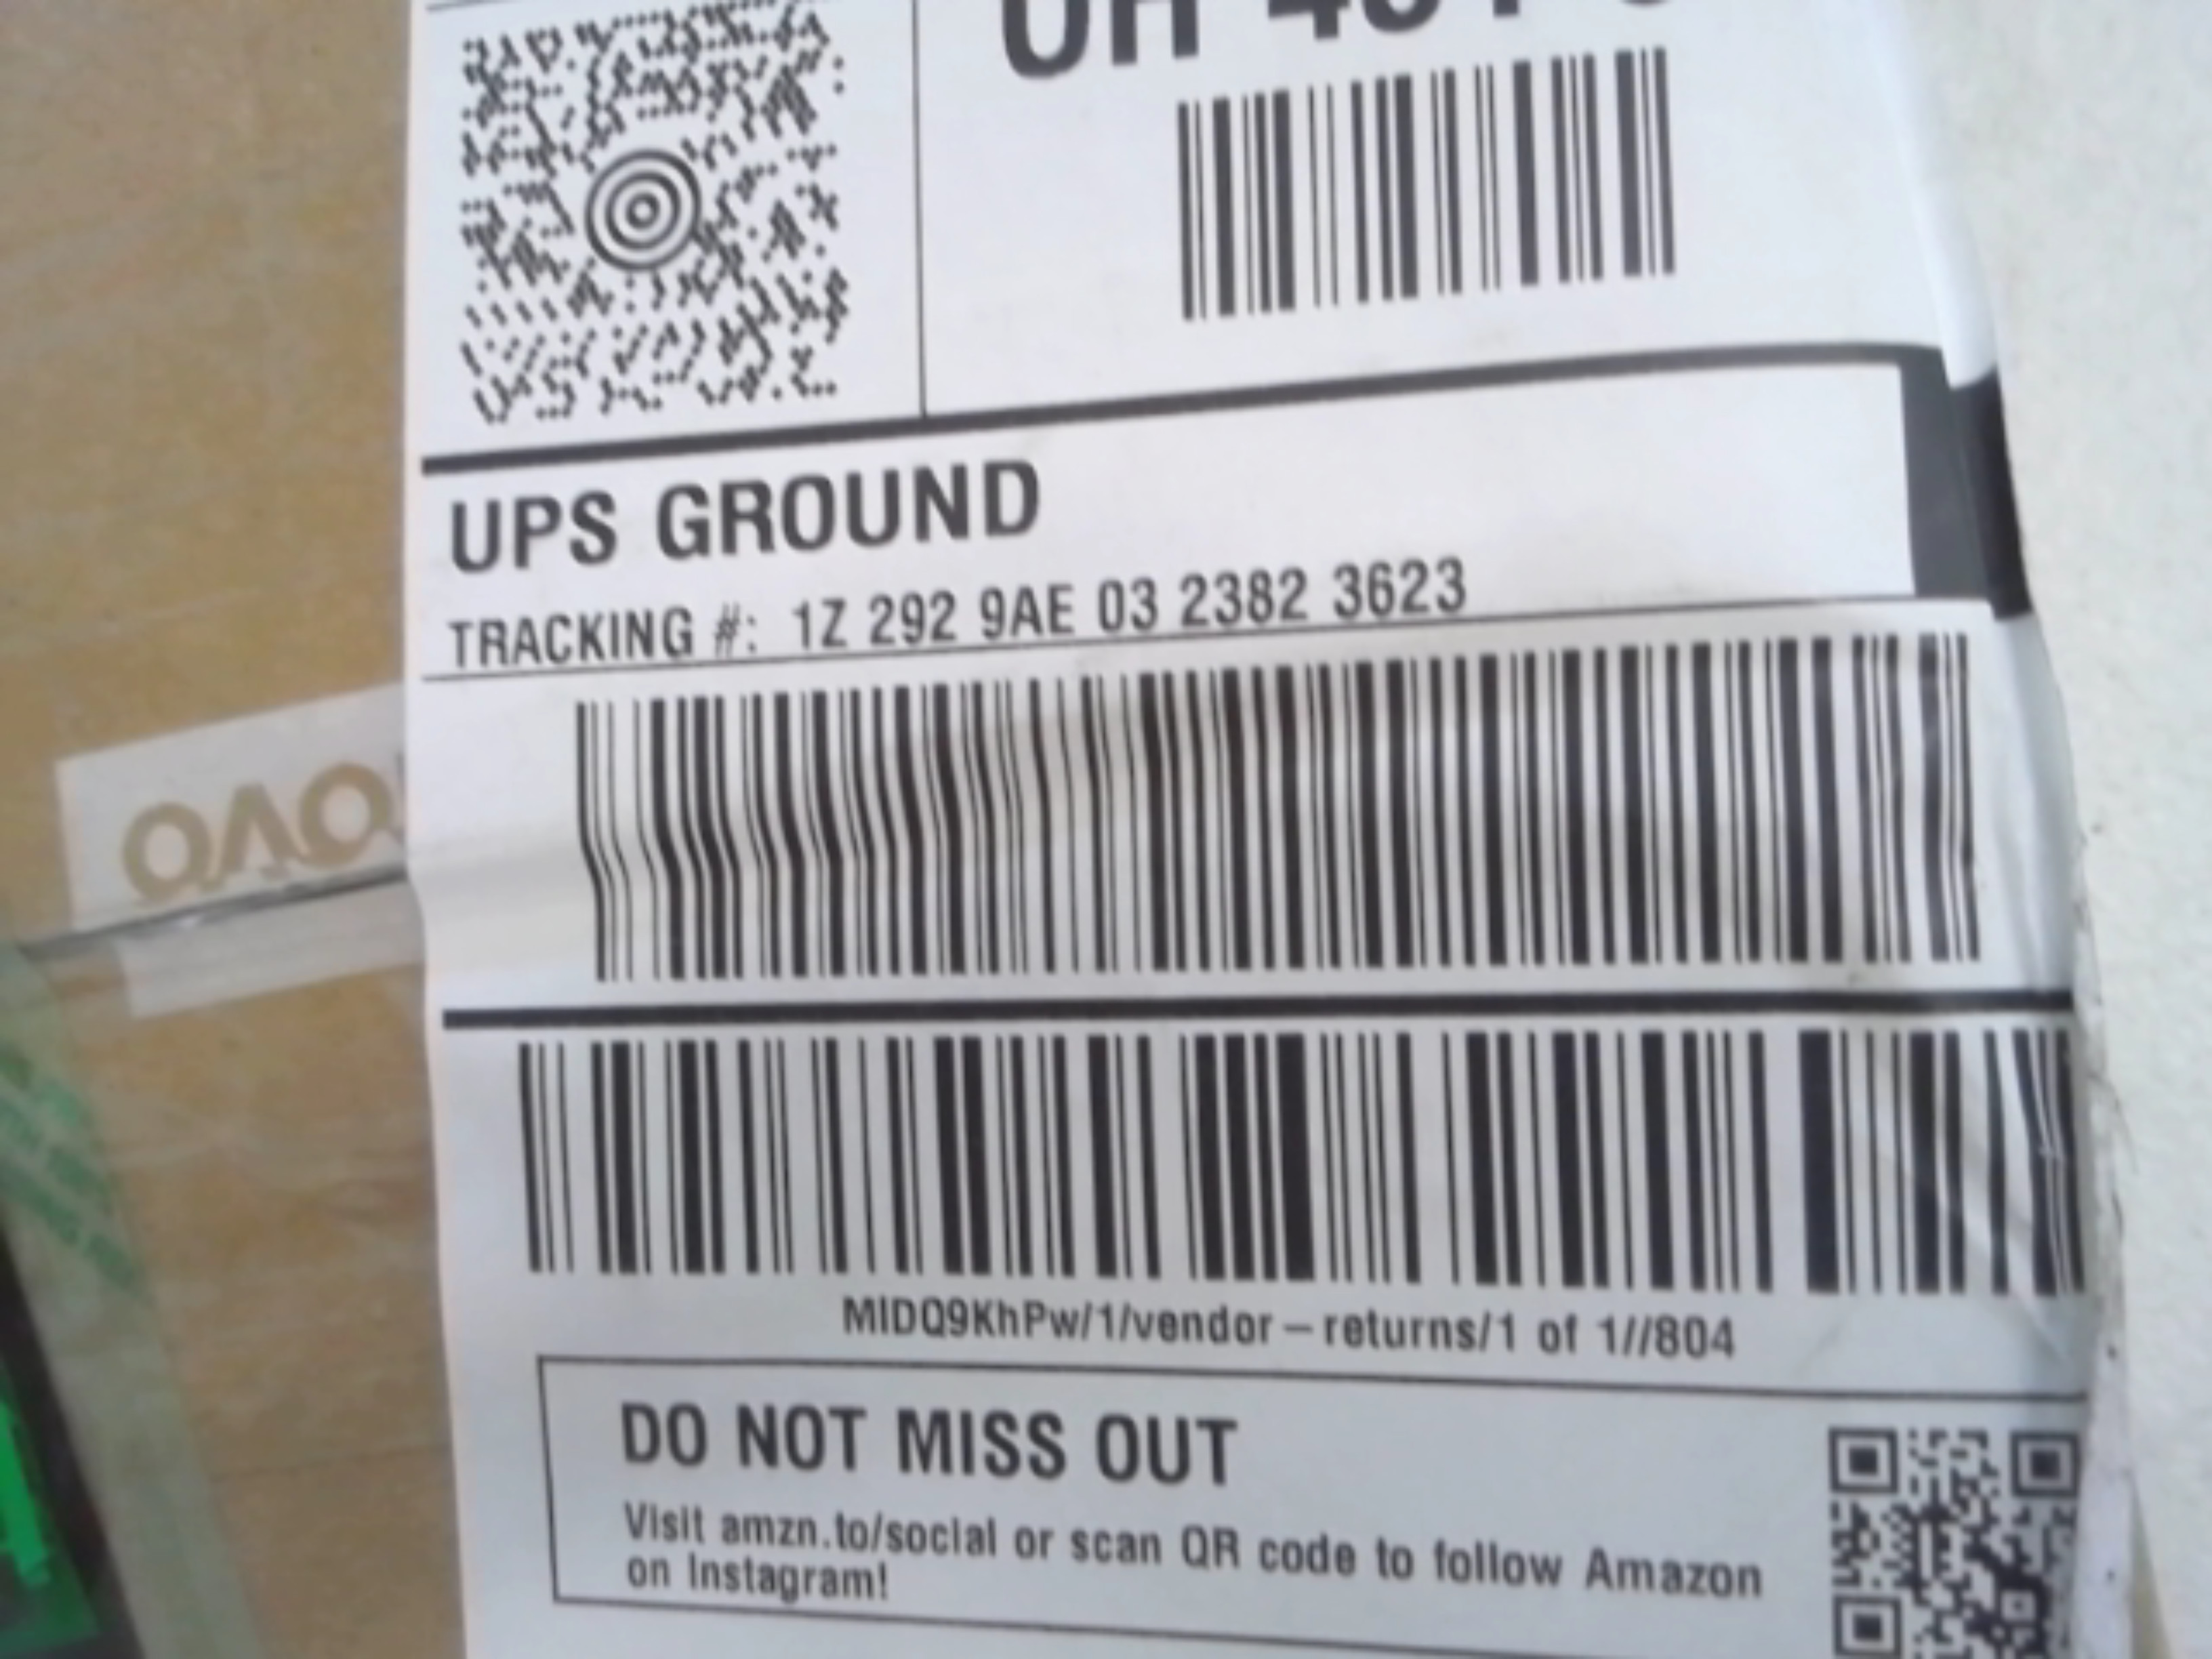 UPS GROUND
TRACKING #: 1Z 292 9AE 03 2382 3623
MIDQ9KhPw/1/vendor – returns/1 of 1//804
DO NOT MISS OUT
Visit amzn.to/social or scan QR code to follow Amazon
on Instagram!